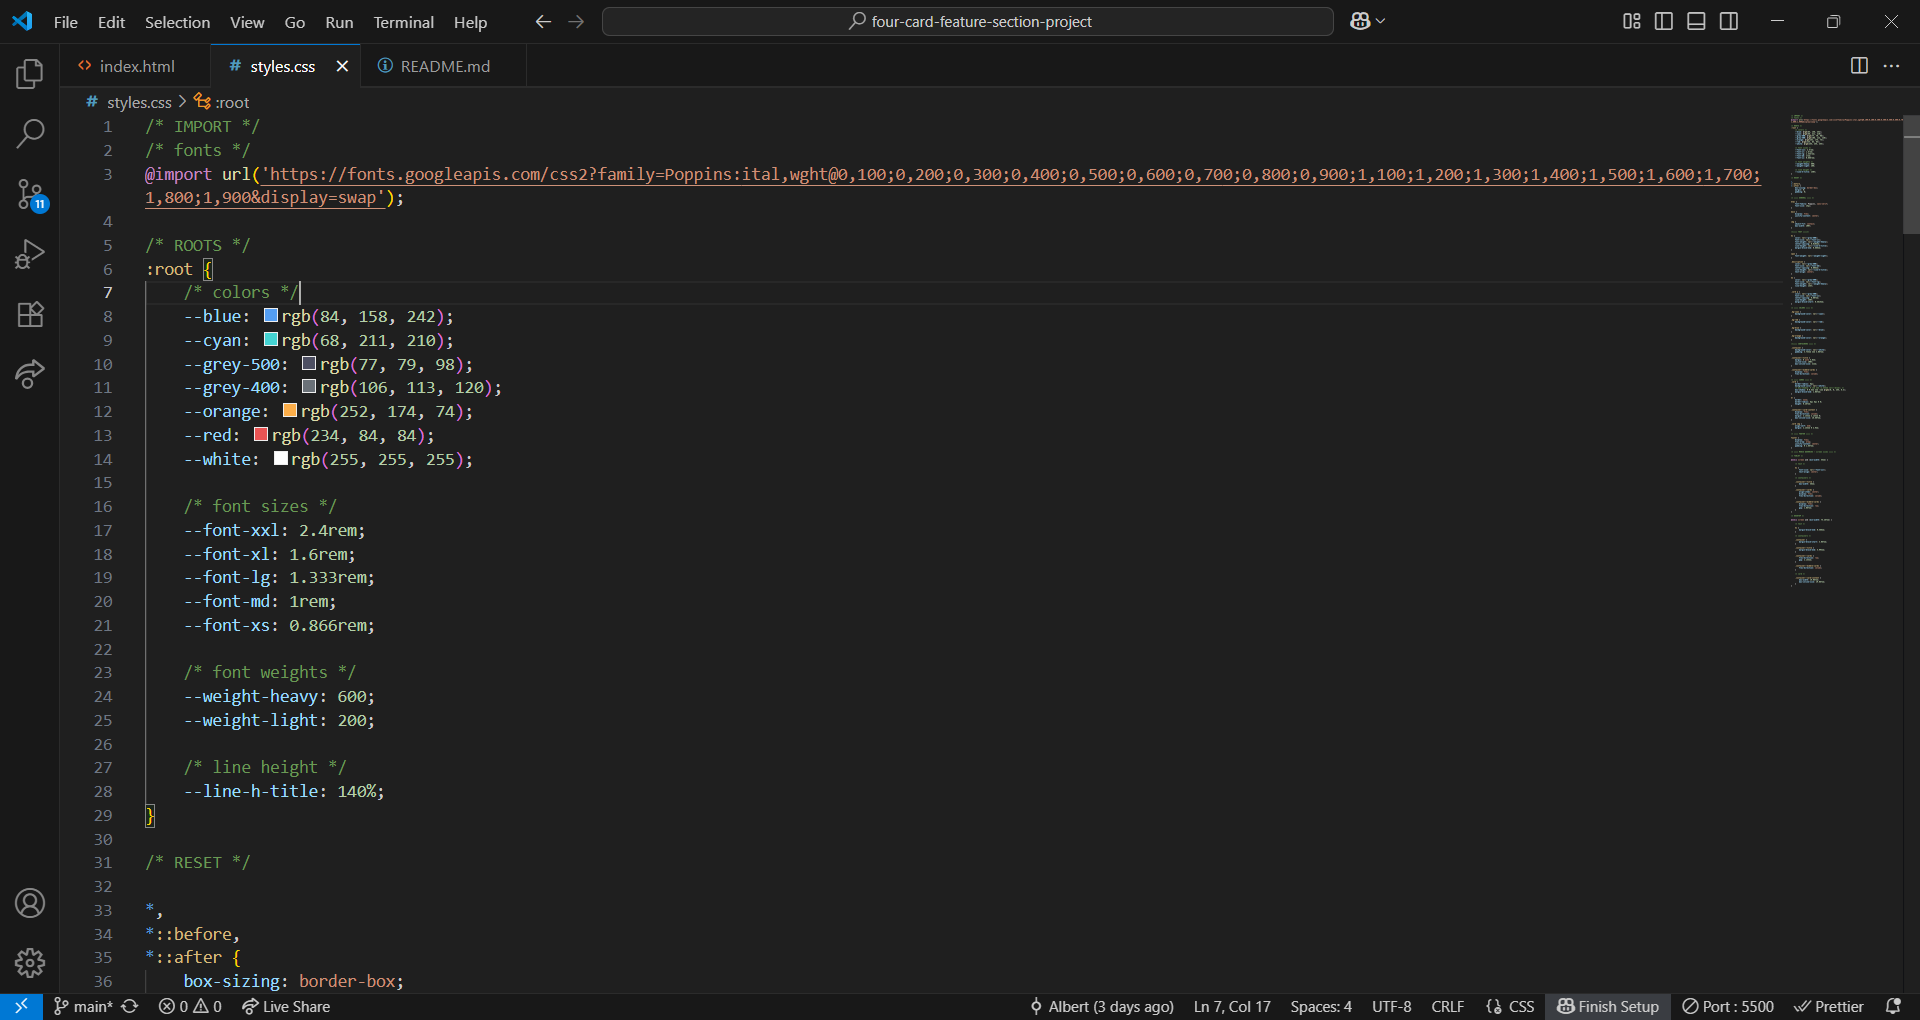 File Edit Selection View Go Run Terminal Help
four-card-feature-section-project
index.html
styles.css
README.md
styles.css
:root
1 /* IMPORT */
2 /* fonts */
3 @import url('https://fonts.googleapis.com/css2?family=Poppins:ital,wght@0,100;0,200;0,300;0,400;0,500;0,600;0,700;0,800;0,900;1,100;1,200;1,300;1,400;1,500;1,600;1,700;
1,800;1,900&display=swap');
4
5 /* ROOTS */
6 :root {
7 /* colors */
8 --blue: rgb(84, 158, 242);
9 --cyan: rgb(68, 211, 210);
10 --grey-500: rgb(77, 79, 98);
11 --grey-400: rgb(106, 113, 120);
12 --orange: rgb(252, 174, 74);
13 --red: rgb(234, 84, 84);
14 --white: rgb(255, 255, 255);
15
16 /* font sizes */
17 --font-xxl: 2.4rem;
18 --font-xl: 1.6rem;
19 --font-lg: 1.333rem;
20 --font-md: 1rem;
21 --font-xs: 0.866rem;
22
23 /* font weights */
24 --weight-heavy: 600;
25 --weight-light: 200;
26
27 /* line height */
28 --line-h-title: 140%;
29 }
30
31 /* RESET */
32
33 *,
34 *::before,
35 *::after {
36 box-sizing: border-box;
11
main* 0 0 Live Share Albert (3 days ago) Ln 7, Col 17 Spaces: 4 UTF-8 CRLF {} CSS Finish Setup Port : 5500 Prettier